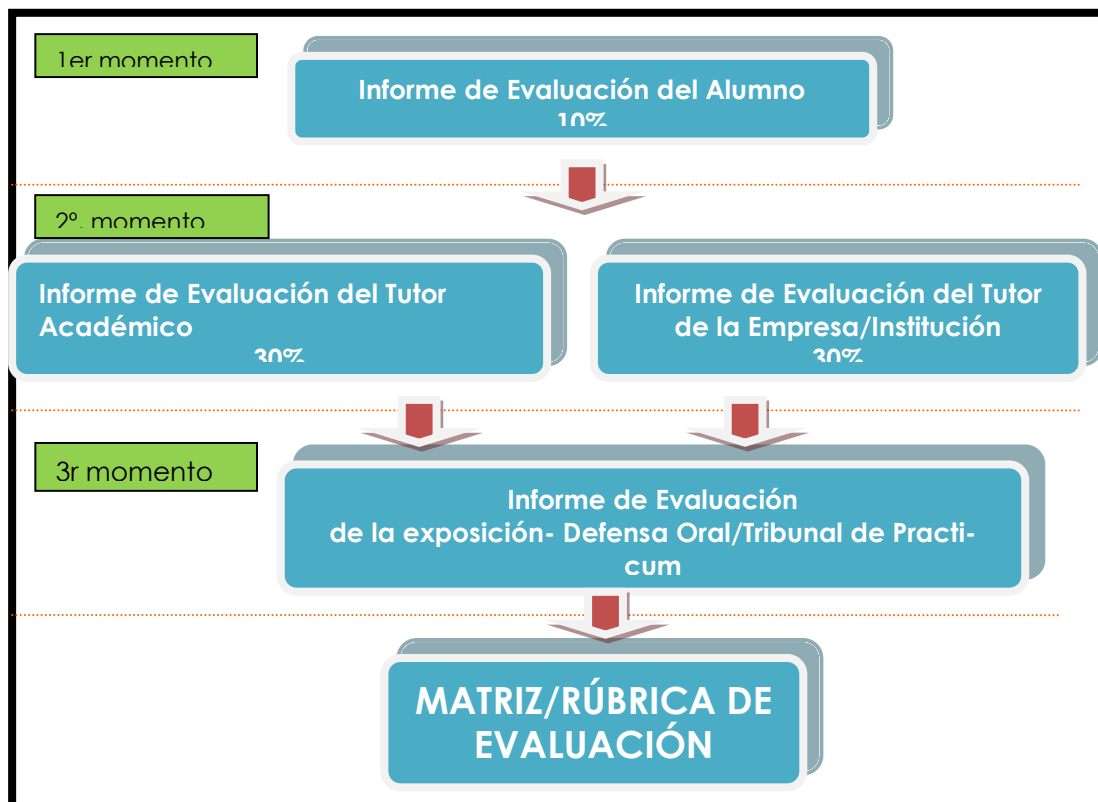 1er momento
Informe de Evaluación del Alumno
10%
2º. momento
Informe de Evaluación del Tutor
Académico
30%
Informe de Evaluación del Tutor
de la Empresa/Institución
30%
3r momento
Informe de Evaluación
de la exposición- Defensa Oral/Tribunal de Practi-
cum
MATRIZ/RÚBRICA DE
EVALUACIÓN